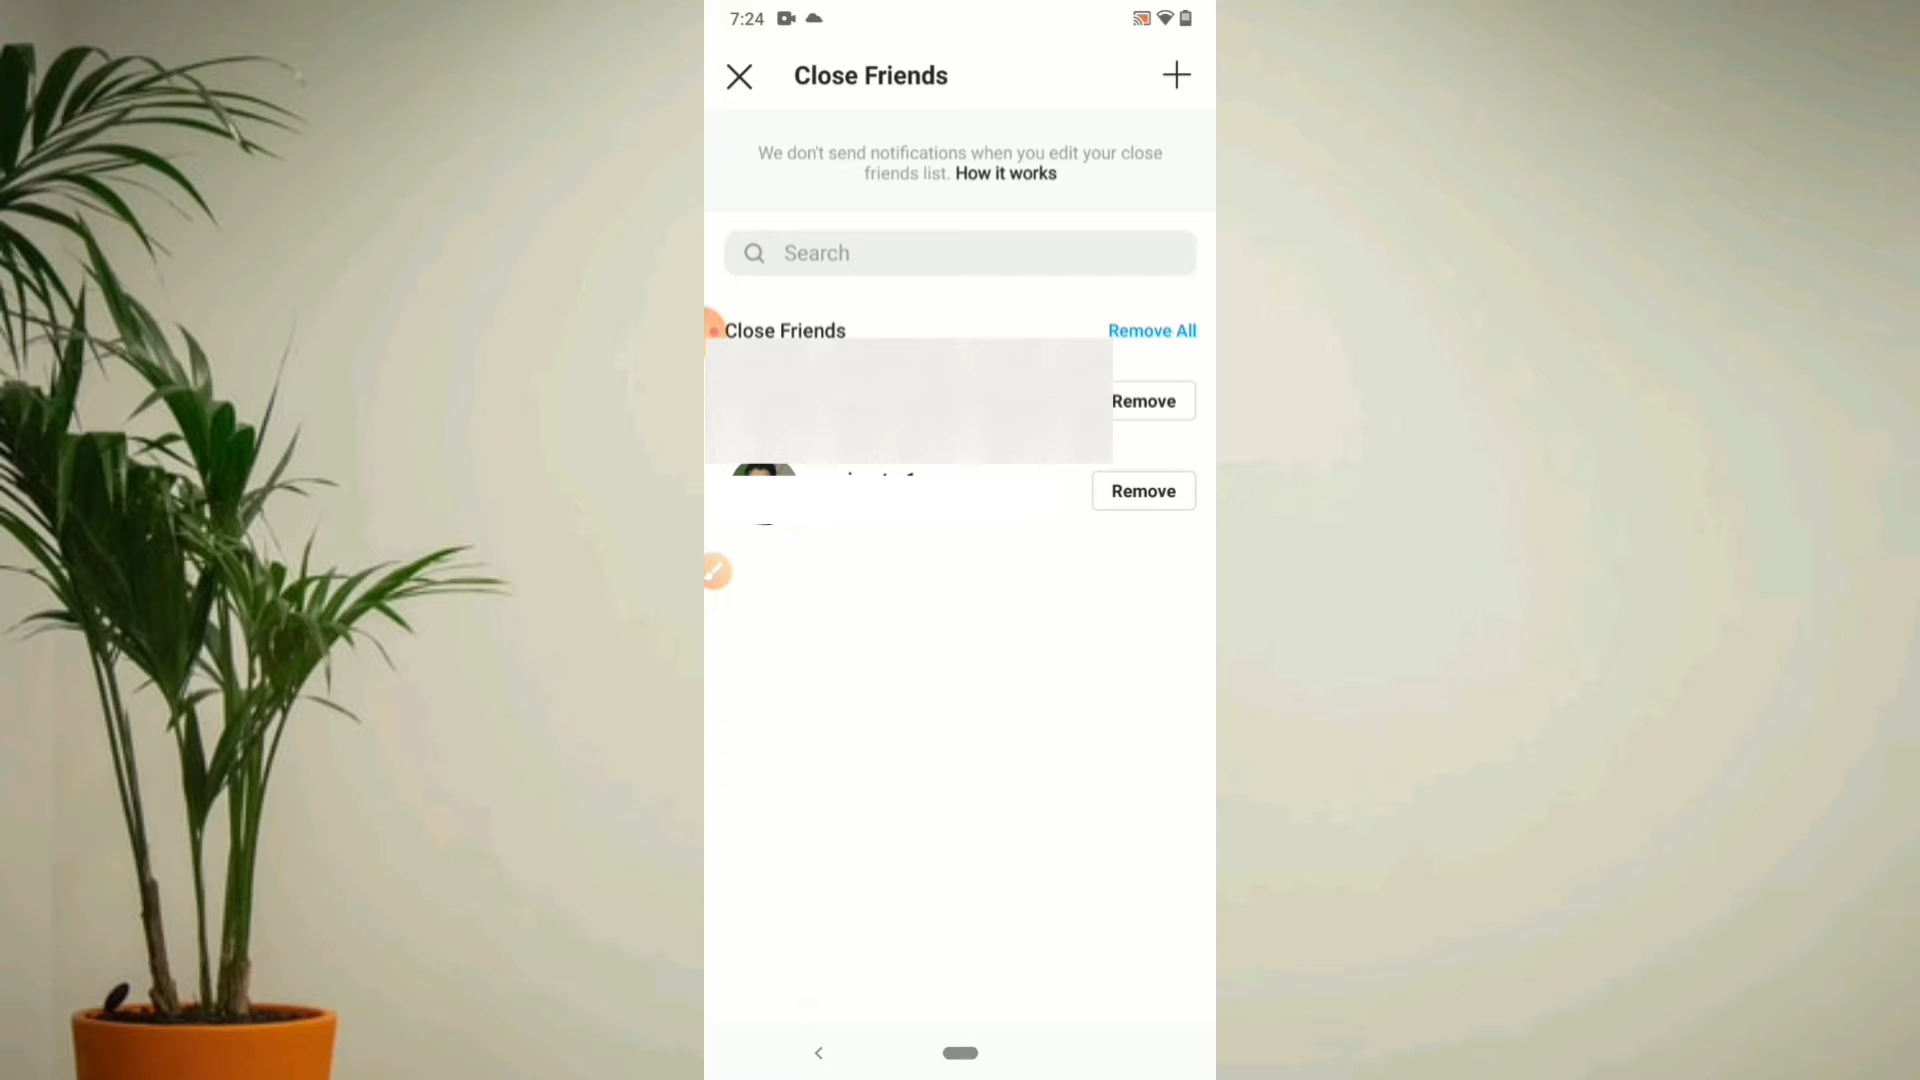 7:24
Close Friends
We don't send notifications when you edit your close
friends list. How it works
Search
Close Friends
Remove All
Remove
Remove